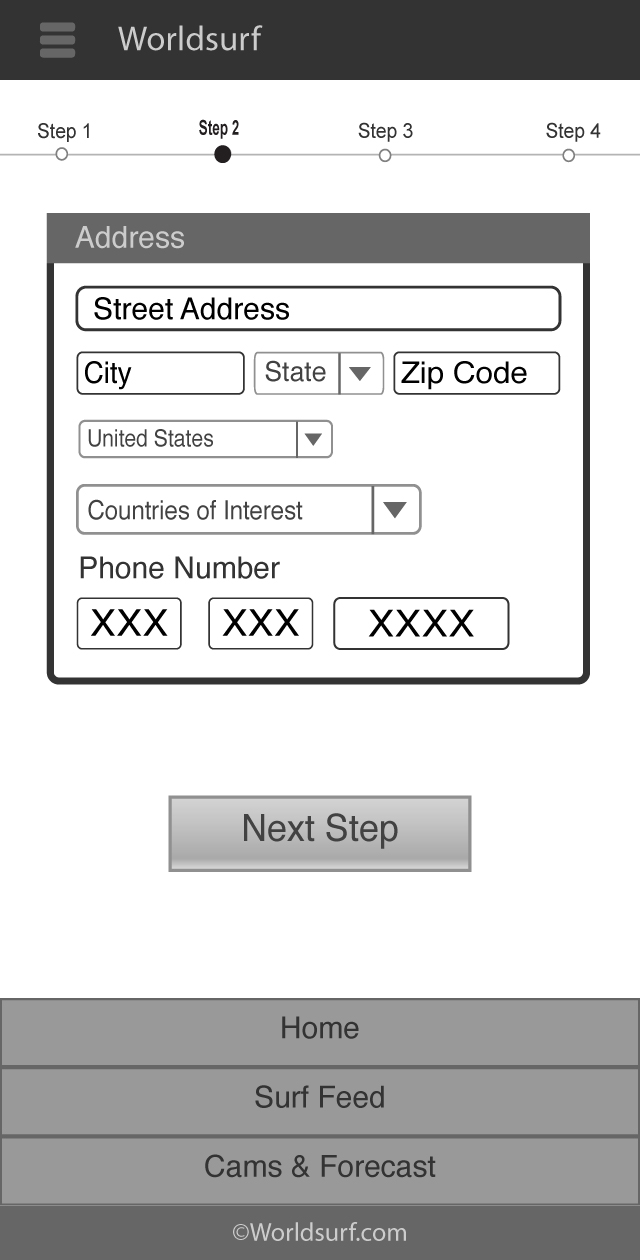 Worldsurf
Step 1 Step 2 Step 3 Step 4
Address
Street Address
City State Zip Code
United States
Countries of Interest
Phone Number
XXX XXX XXXX
Next Step
Home
Surf Feed
Cams & Forecast
©Worldsurf.com